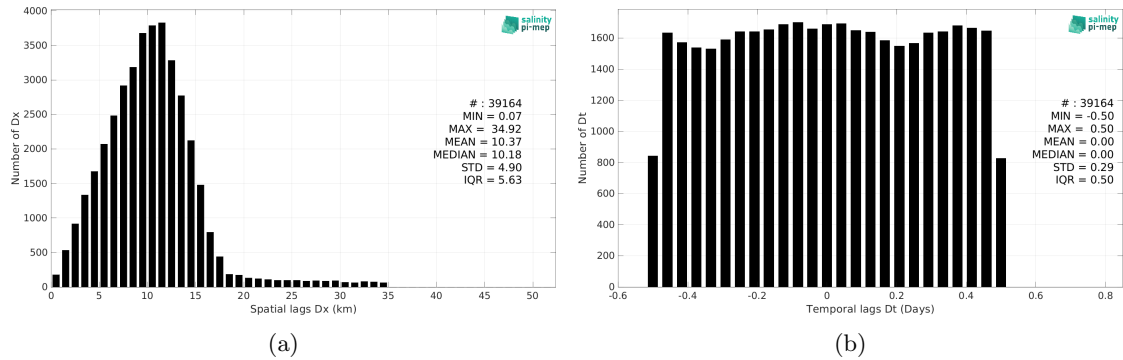 4000
3500
3000
2500
2000
1500
1000
500
0
Number of Dx
salinity
pi-mep
# : 39164
MIN = 0.07
MAX = 34.92
MEAN = 10.37
MEDIAN = 10.18
STD = 4.90
IQR = 5.63
0 5 10 15 20 25 30 35 40 45 50
Spatial lags Dx (km)
(a)
1600
1400
1200
1000
800
600
400
200
0
Number of Dt
salinity
pi-mep
# : 39164
MIN = -0.50
MAX = 0.50
MEAN = 0.00
MEDIAN = 0.00
STD = 0.29
IQR = 0.50
-0.6 -0.4 -0.2 0 0.2 0.4 0.6 0.8
Temporal lags Dt (Days)
(b)